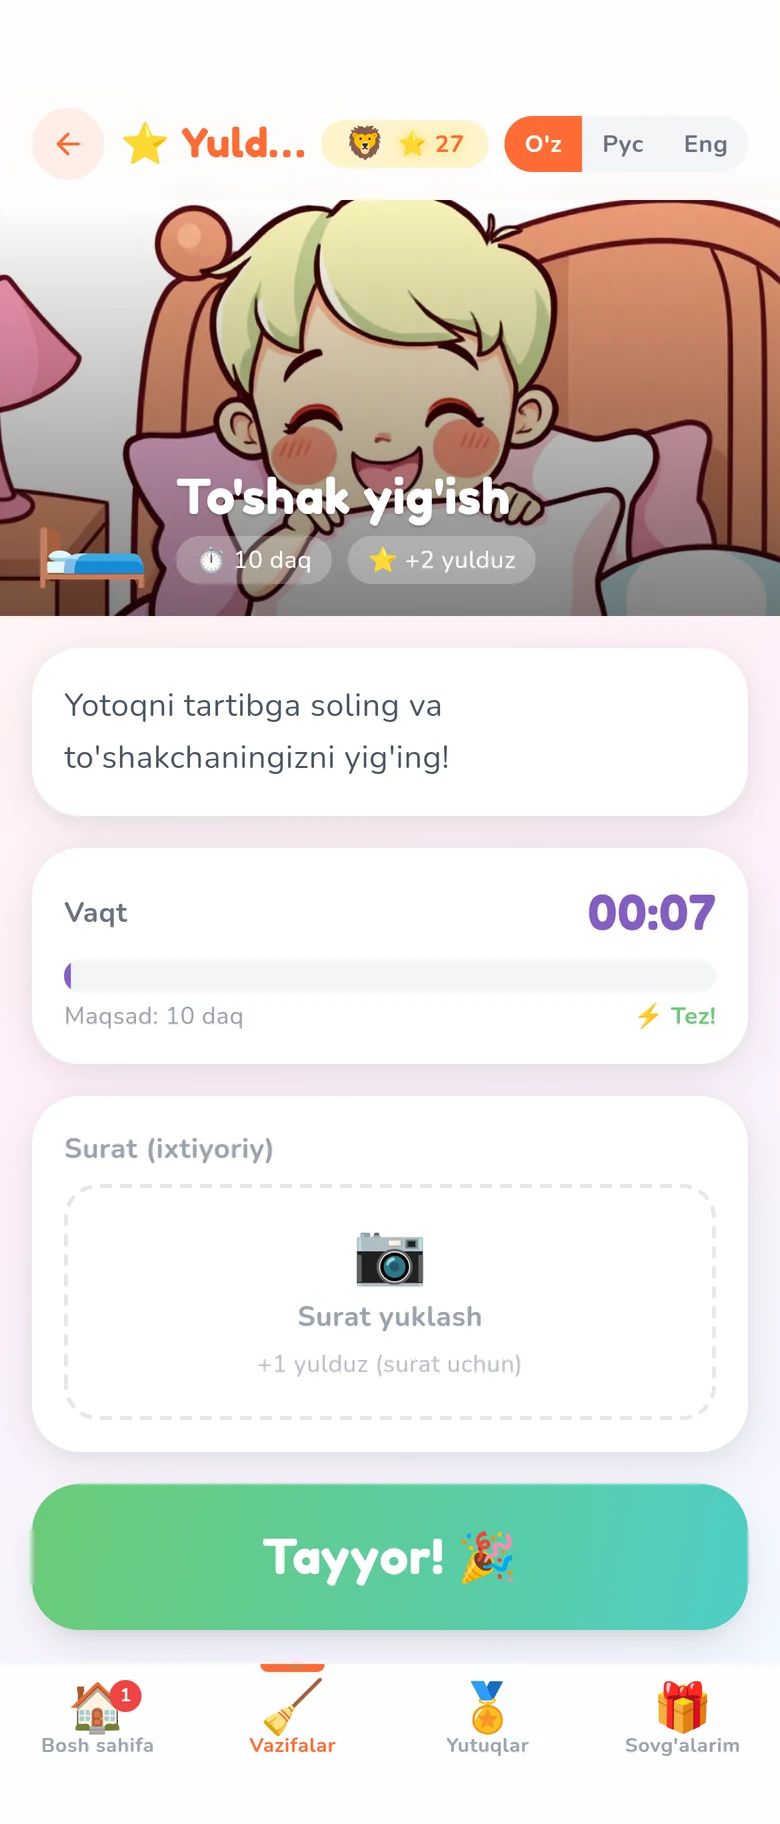 Yuld...
27
O'z
Рус
Eng
To'shak yig'ish
10 daq
+2 yulduz
Yotoqni tartibga soling va
to'shakchaningizni yig'ing!
Vaqt
00:07
Maqsad: 10 daq
Tez!
Surat (ixtiyoriy)
Surat yuklash
+1 yulduz (surat uchun)
Tayyor!
1
Bosh sahifa
Vazifalar
Yutuqlar
Sovg'alarim